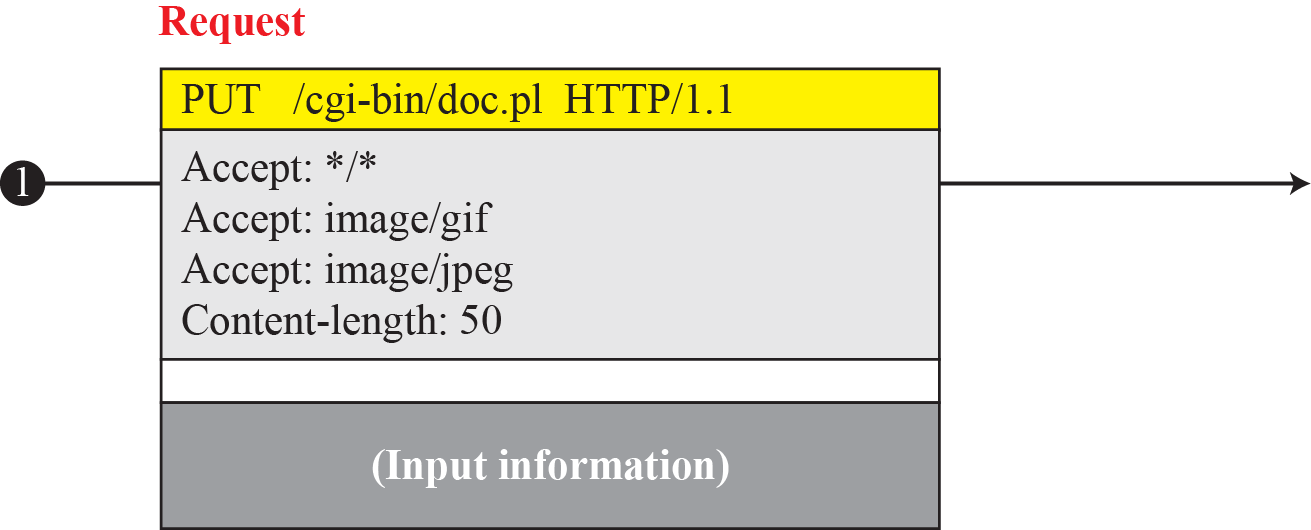 Request
PUT /cgi-bin/doc.pl HTTP/1.1
1
Accept: */*
Accept: image/gif
Accept: image/jpeg
Content-length: 50
(Input information)